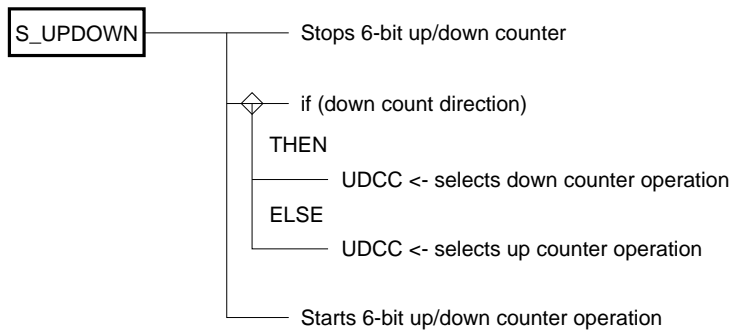 S_UPDOWN
Stops 6-bit up/down counter
if (down count direction)
THEN
UDCC <- selects down counter operation
ELSE
UDCC <- selects up counter operation
Starts 6-bit up/down counter operation